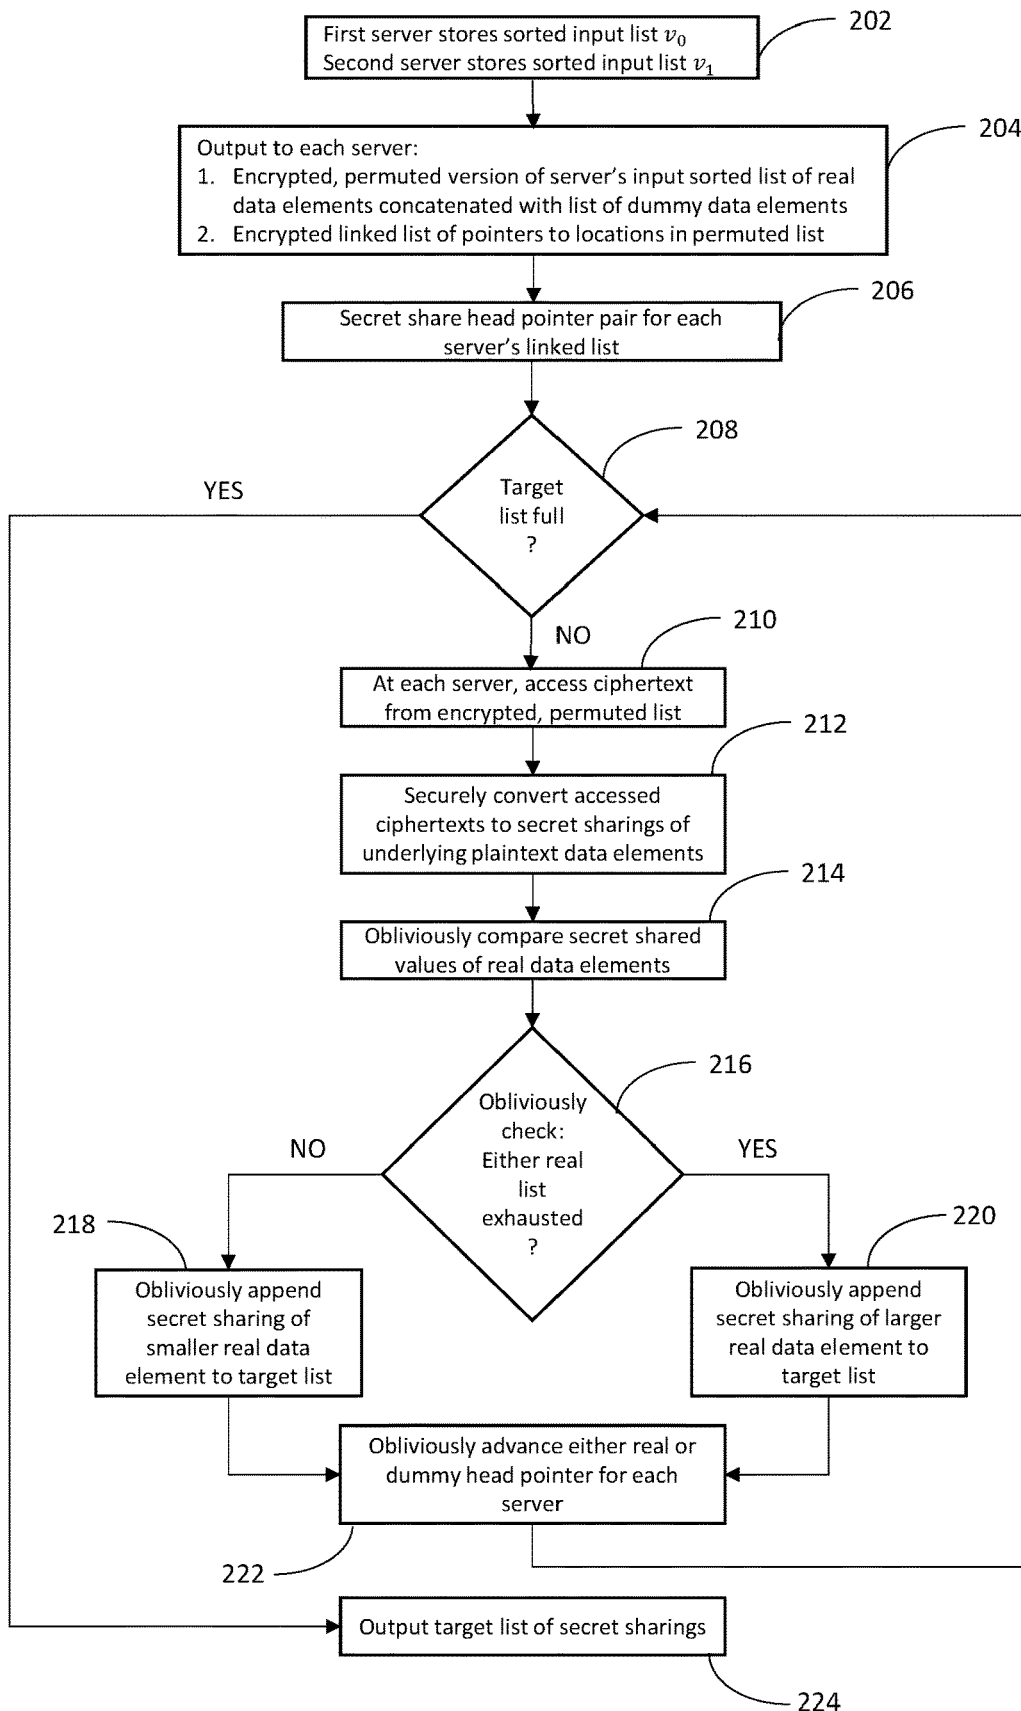 202
First server stores sorted input list v₀
Second server stores sorted input list v₁
204
Output to each server:
1. Encrypted, permuted version of server's input sorted list of real
data elements concatenated with list of dummy data elements
2. Encrypted linked list of pointers to locations in permuted list
206
Secret share head pointer pair for each
server's linked list
208
YES
Target
list full
?
210
NO
At each server, access ciphertext
from encrypted, permuted list
212
Securely convert accessed
ciphertexts to secret sharings of
underlying plaintext data elements
214
Obliviously compare secret shared
values of real data elements
216
Obliviously
check:
Either real
list
exhausted
?
NO
YES
218
220
Obliviously append
secret sharing of
smaller real data
element to target list
Obliviously append
secret sharing of larger
real data element to
target list
Obliviously advance either real or
dummy head pointer for each
server
222
Output target list of secret sharings
224